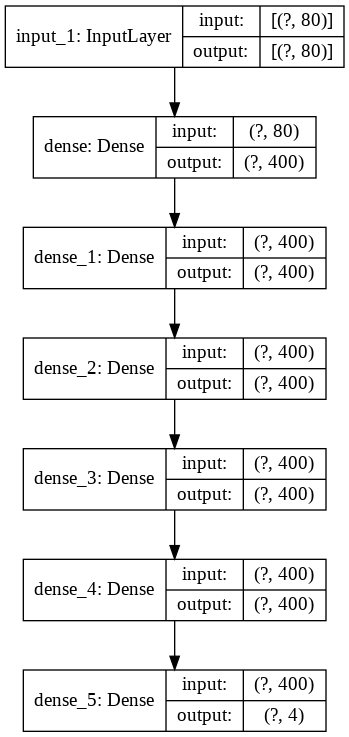 input_1: InputLayer
input: [(?, 80)]
output: [(?, 80)]
dense: Dense
input: (?, 80)
output: (?, 400)
dense_1: Dense
input: (?, 400)
output: (?, 400)
dense_2: Dense
input: (?, 400)
output: (?, 400)
dense_3: Dense
input: (?, 400)
output: (?, 400)
dense_4: Dense
input: (?, 400)
output: (?, 400)
dense_5: Dense
input: (?, 400)
output: (?, 4)